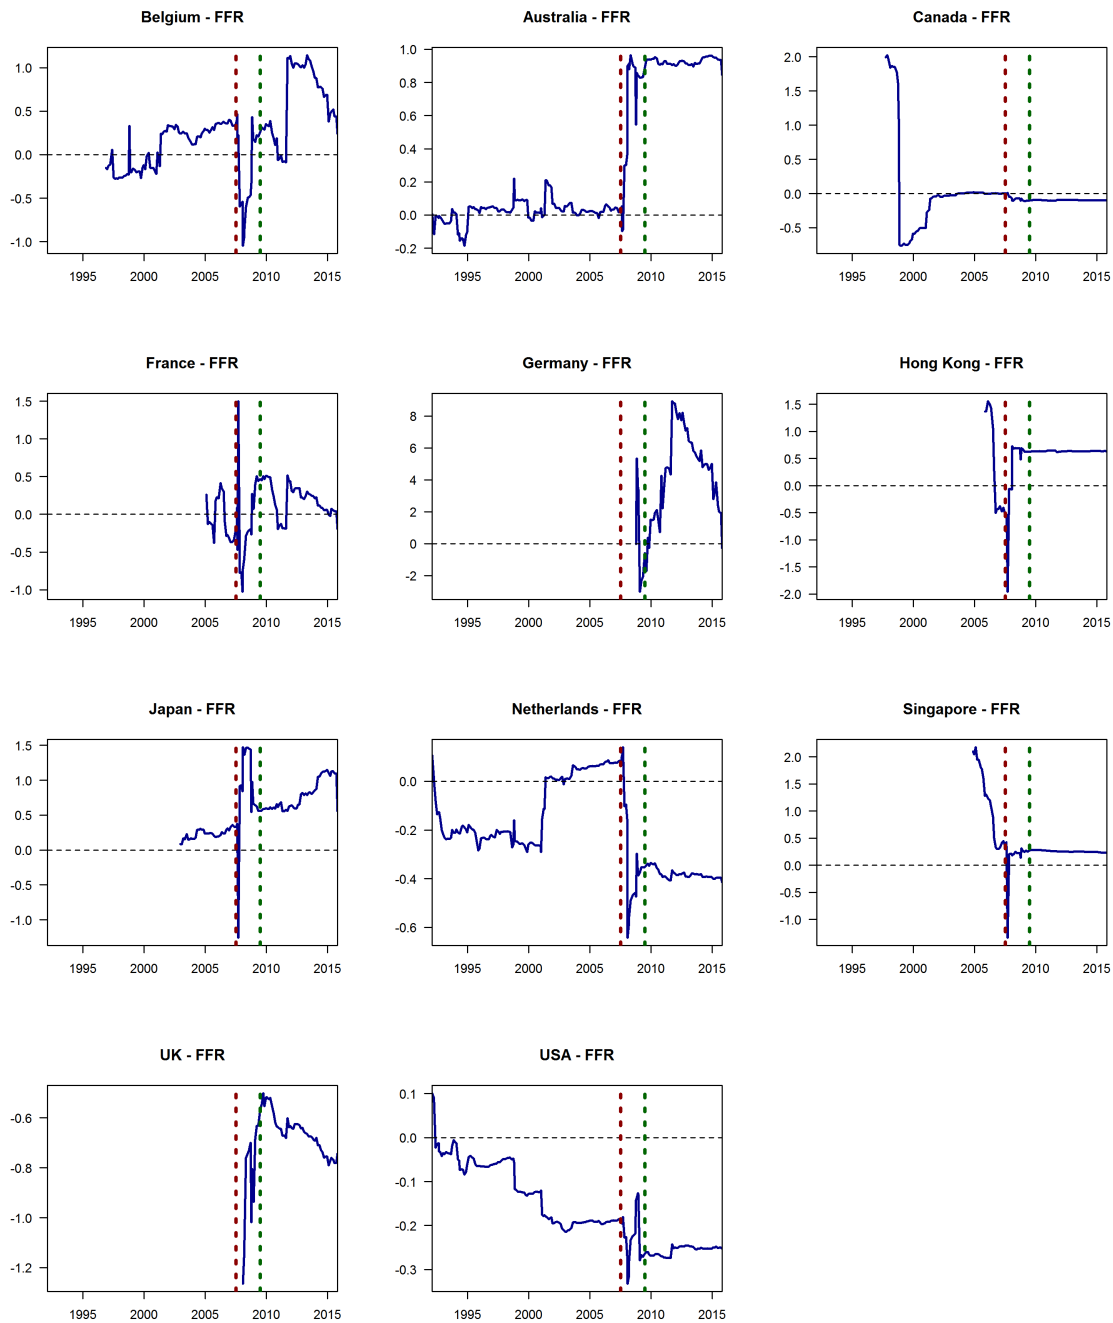 Belgium - FFR
Australia - FFR
Canada - FFR
1.0
0.5
0.0
-0.5
-1.0
1995 2000 2005 2010 2015
1.0
0.8
0.6
0.4
0.2
0.0
-0.2
1995 2000 2005 2010 2015
2.0
1.5
1.0
0.5
0.0
-0.5
1995 2000 2005 2010 2015
France - FFR
Germany - FFR
Hong Kong - FFR
1.5
1.0
0.5
0.0
-0.5
-1.0
1995 2000 2005 2010 2015
8
6
4
2
0
-2
1995 2000 2005 2010 2015
1.5
1.0
0.5
0.0
-0.5
-1.0
-1.5
-2.0
1995 2000 2005 2010 2015
Japan - FFR
Netherlands - FFR
Singapore - FFR
1.5
1.0
0.5
0.0
-0.5
-1.0
1995 2000 2005 2010 2015
0.0
-0.2
-0.4
-0.6
1995 2000 2005 2010 2015
2.0
1.5
1.0
0.5
0.0
-0.5
-1.0
1995 2000 2005 2010 2015
UK - FFR
USA - FFR
-0.6
-0.8
-1.0
-1.2
1995 2000 2005 2010 2015
0.1
0.0
-0.1
-0.2
-0.3
1995 2000 2005 2010 2015